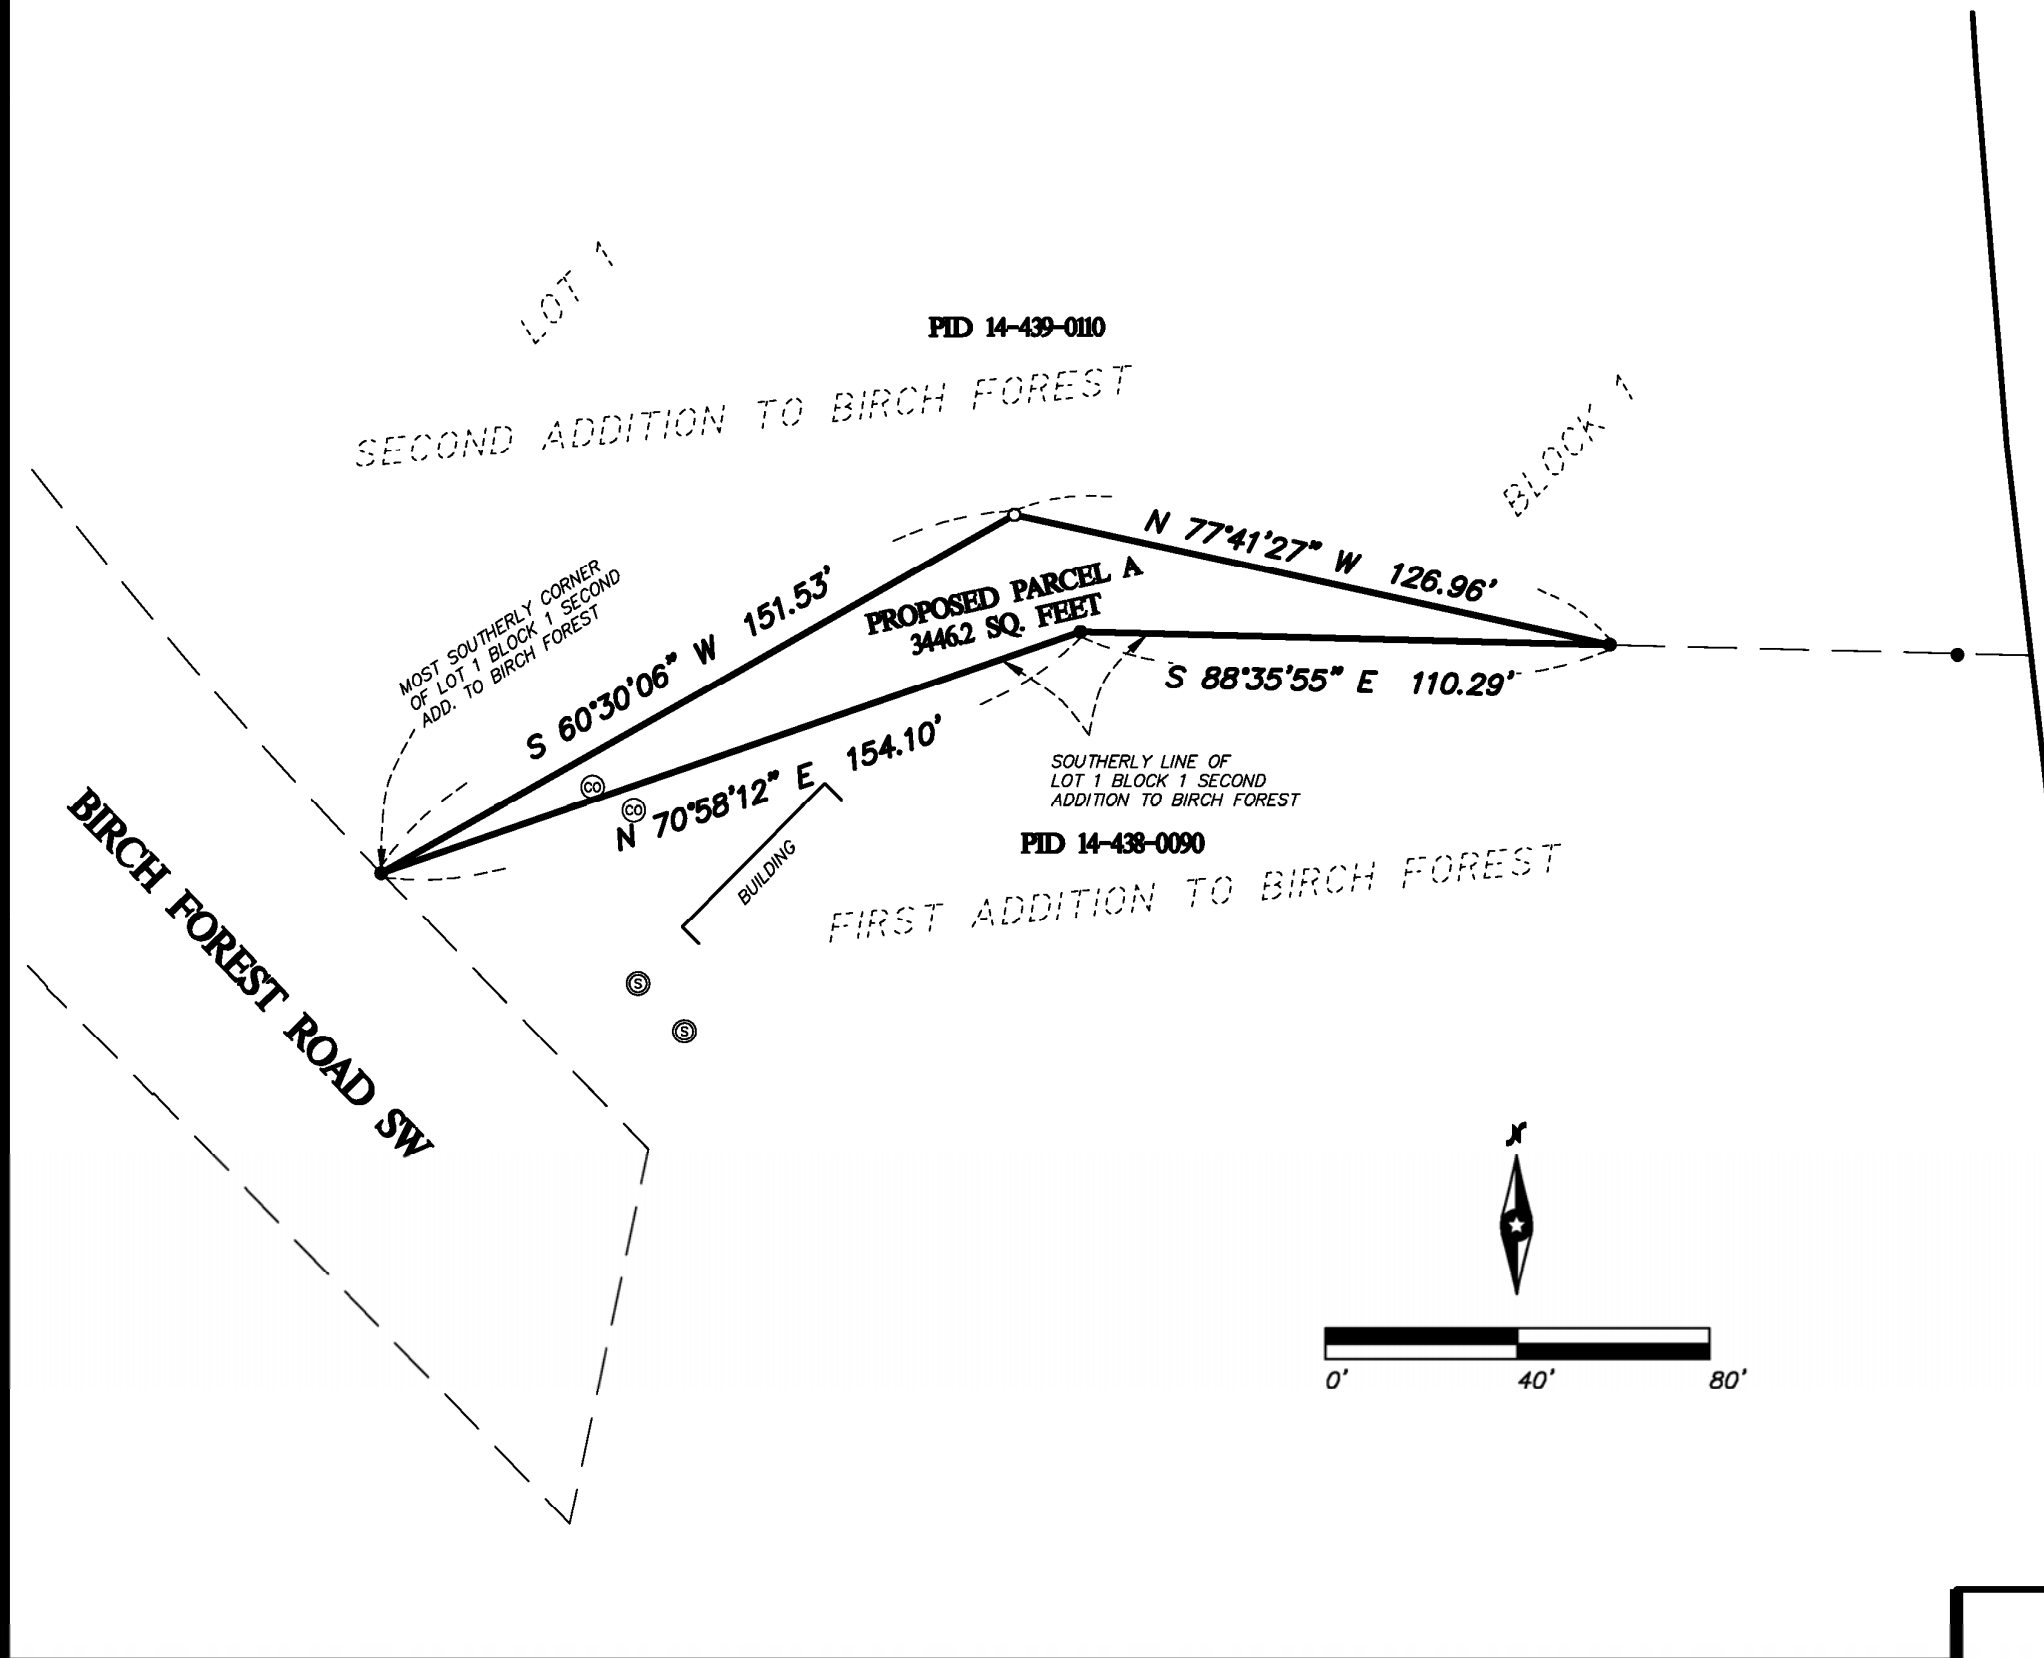 LOT 1
PID 14-439-0110
SECOND ADDITION TO BIRCH FOREST
BLOCK 1
N 77°41'27" W 126.96'
MOST SOUTHERLY CORNER
OF LOT 1 BLOCK 1 SECOND
ADD. TO BIRCH FOREST
S 60°30'06" W 151.53'
PROPOSED PARCEL A
3446.2 SQ. FEET
S 88°35'55" E 110.29'
N 70°58'12" E 154.10'
CO
CO
SOUTHERLY LINE OF
LOT 1 BLOCK 1 SECOND
ADDITION TO BIRCH FOREST
BUILDING
PID 14-438-0090
FIRST ADDITION TO BIRCH FOREST
BIRCH FOREST ROAD SW
S
S
N
0' 40' 80'